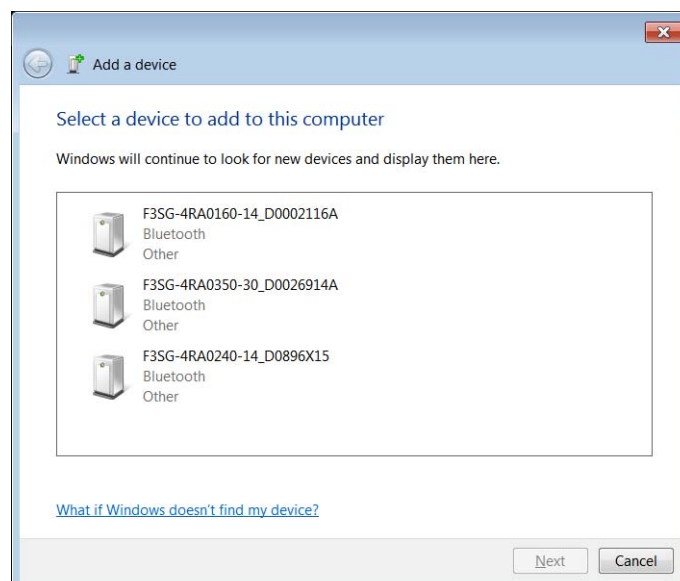 Add a device
Select a device to add to this computer
Windows will continue to look for new devices and display them here.
F3SG-4RA0160-14_D0002116A
Bluetooth
Other
F3SG-4RA0350-30_D0026914A
Bluetooth
Other
F3SG-4RA0240-14_D0896X15
Bluetooth
Other
What if Windows doesn't find my device?
Next Cancel